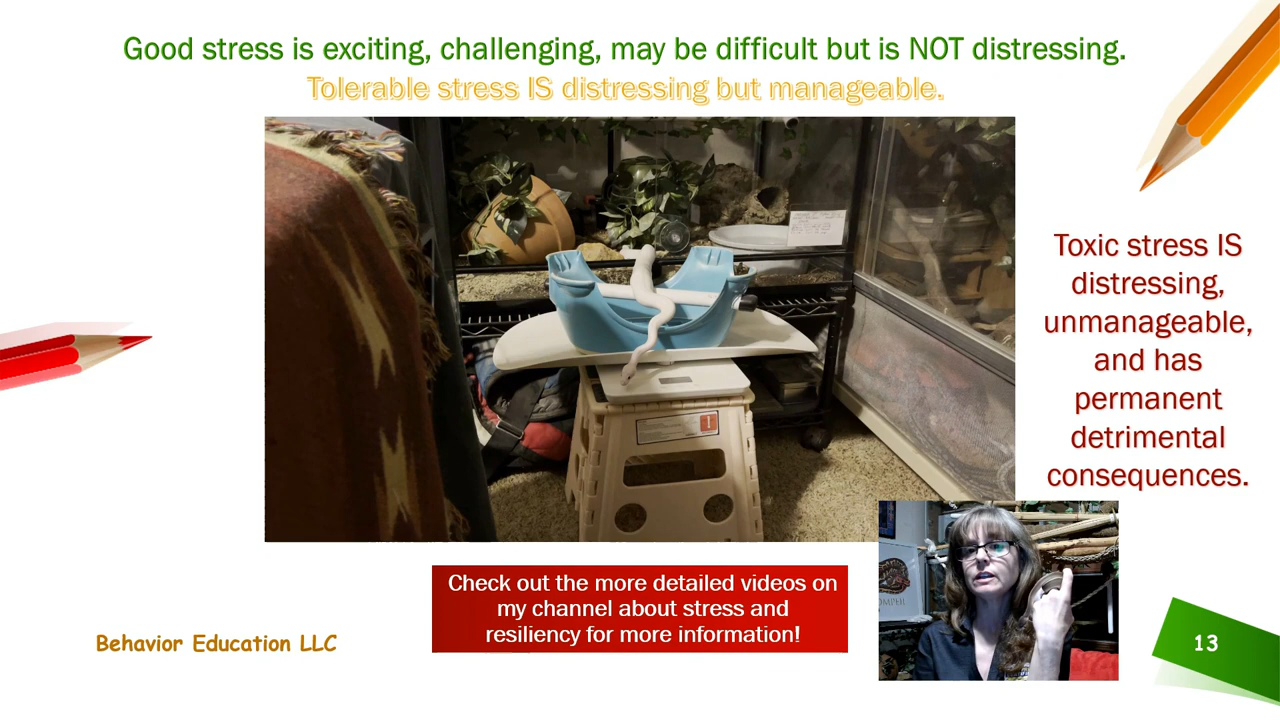 Good stress is exciting, challenging, may be difficult but is NOT distressing.
Tolerable stress IS distressing but manageable.
Toxic stress IS
distressing,
unmanageable,
and has
permanent
detrimental
consequences.
Check out the more detailed videos on
my channel about stress and
resiliency for more information!
Behavior Education LLC
13